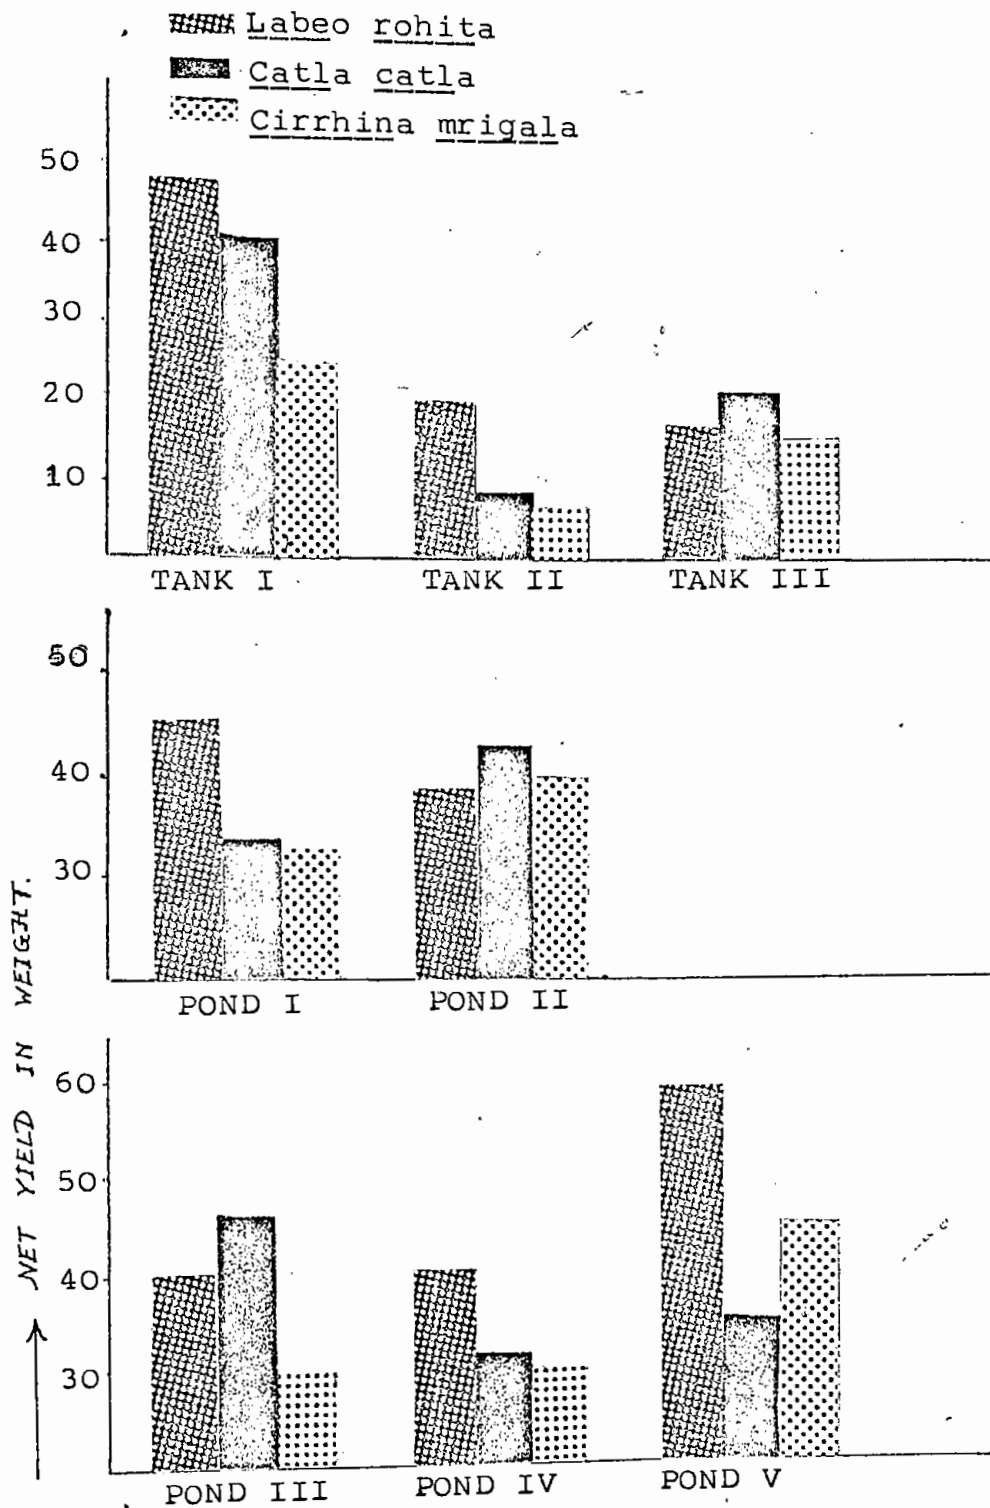 Labeo rohita
Catla catla
Cirrhina mrigala
50
40
30
20
10
TANK I TANK II TANK III
50
40
30
POND I POND II
NET YIELD IN WEIGHT.
60
50
40
30
POND III POND IV POND V